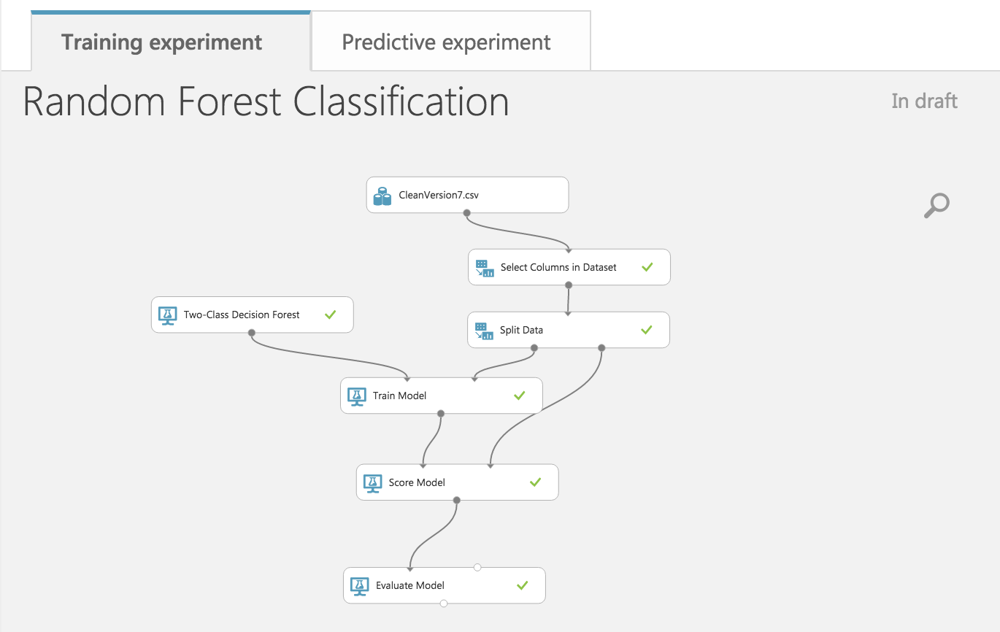 Training experiment
Predictive experiment
Random Forest Classification
In draft
CleanVersion7.csv
Select Columns in Dataset
Two-Class Decision Forest
Split Data
Train Model
Score Model
Evaluate Model